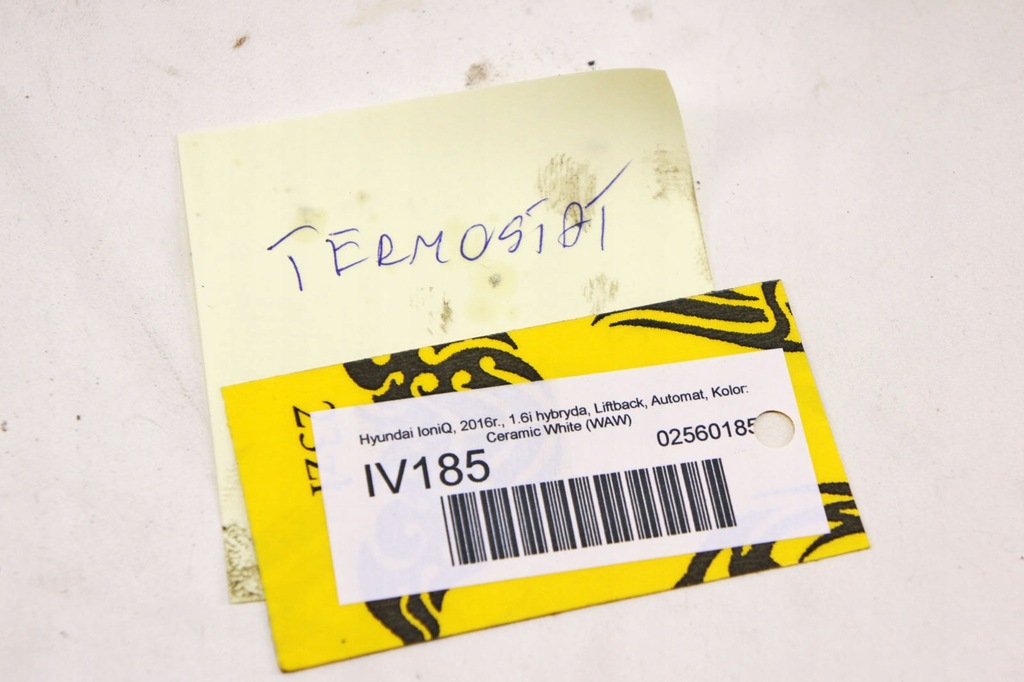 TERMOSTAT
Hyundai IoniQ, 2016r., 1.6i hybryda, Liftback, Automat, Kolor:
Ceramic White (WAW)
02560185
IV185